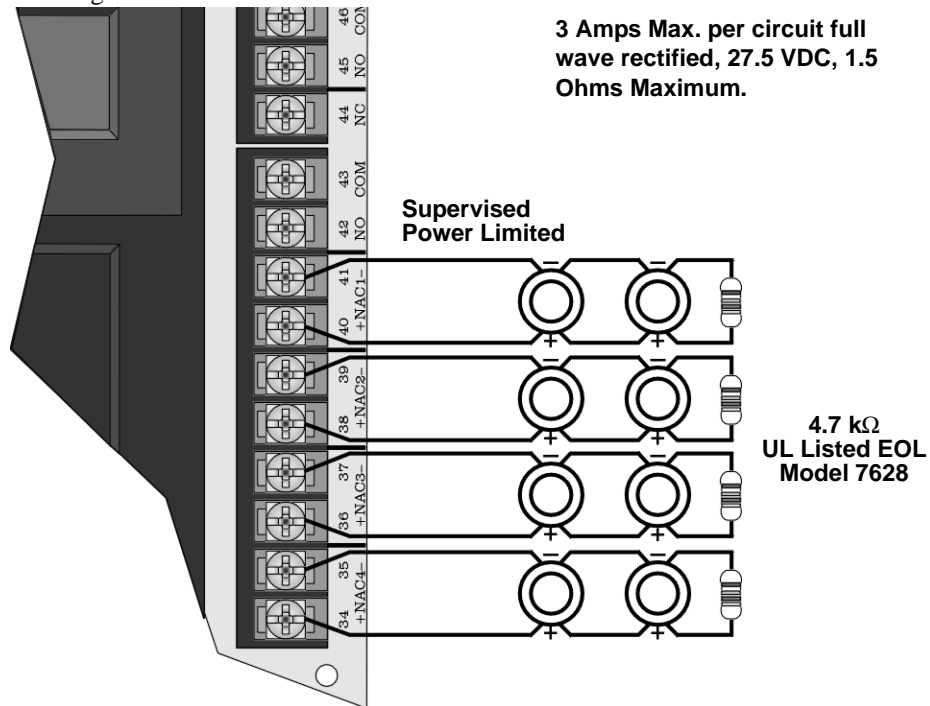 3 Amps Max. per circuit full
wave rectified, 27.5 VDC, 1.5
Ohms Maximum.
46
COM
45
NO
44
NC
43
COM
42
NO
Supervised
Power Limited
41
40
+NAC1-
39
38
+NAC2-
37
36
+NAC3-
35
34
+NAC4-
− −
+ +
− −
+ +
− −
+ +
− −
+ +
4.7 kΩ
UL Listed EOL
Model 7628